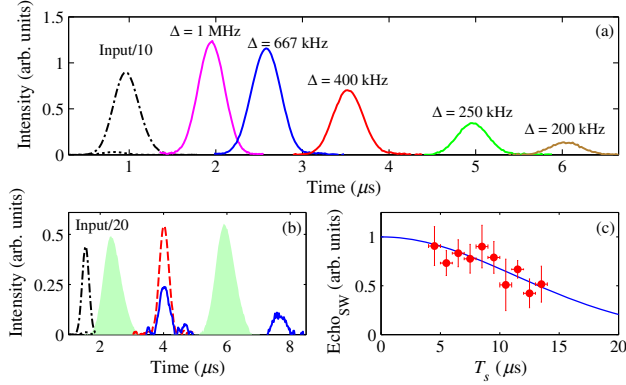 (a)
Input/10
Δ = 1 MHz
Δ = 667 kHz
Δ = 400 kHz
Δ = 250 kHz
Δ = 200 kHz
Intensity (arb. units)
1.5
1
0.5
0
1 2 3 4 5 6
Time (μs)
(b)
Input/20
Intensity (arb. units)
0.5
0.25
0
2 4 6 8
Time (μs)
(c)
Echo_SW (arb. units)
1
0.5
0
0 5 10 15 20
T_s (μs)